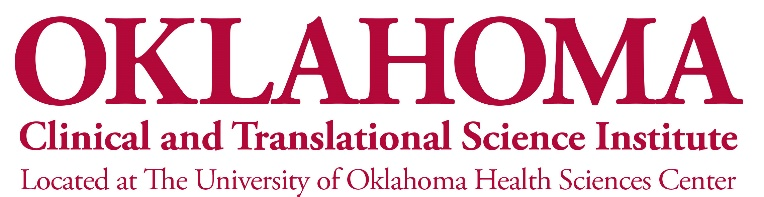 OKLAHOMA
Clinical and Translational Science Institute
Located at The University of Oklahoma Health Sciences Center